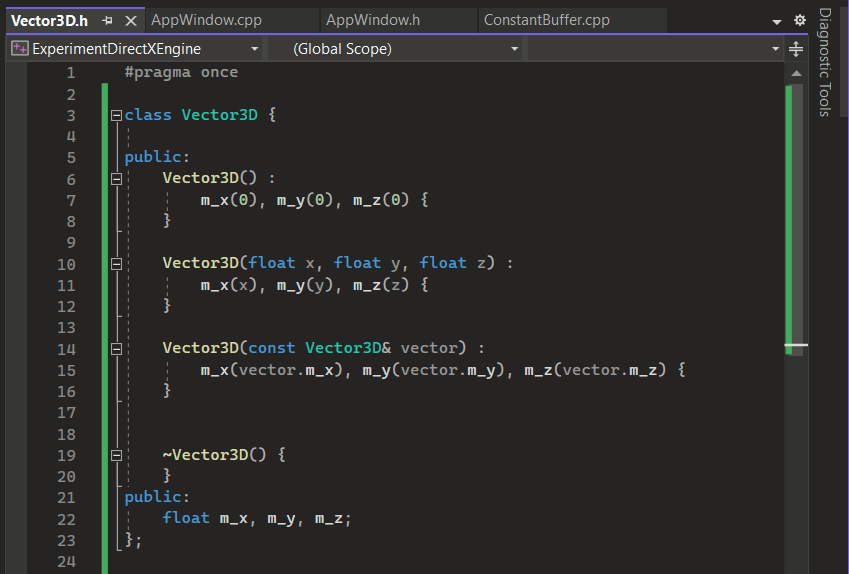 Vector3D.h AppWindow.cpp AppWindow.h ConstantBuffer.cpp
ExperimentDirectXEngine (Global Scope)
Diagnostic Tools
1 #pragma once
2
3 class Vector3D {
4
5 public:
6 Vector3D() :
7 m_x(0), m_y(0), m_z(0) {
8 }
9
10 Vector3D(float x, float y, float z) :
11 m_x(x), m_y(y), m_z(z) {
12 }
13
14 Vector3D(const Vector3D& vector) :
15 m_x(vector.m_x), m_y(vector.m_y), m_z(vector.m_z) {
16 }
17
18
19 ~Vector3D() {
20 }
21 public:
22 float m_x, m_y, m_z;
23 };
24